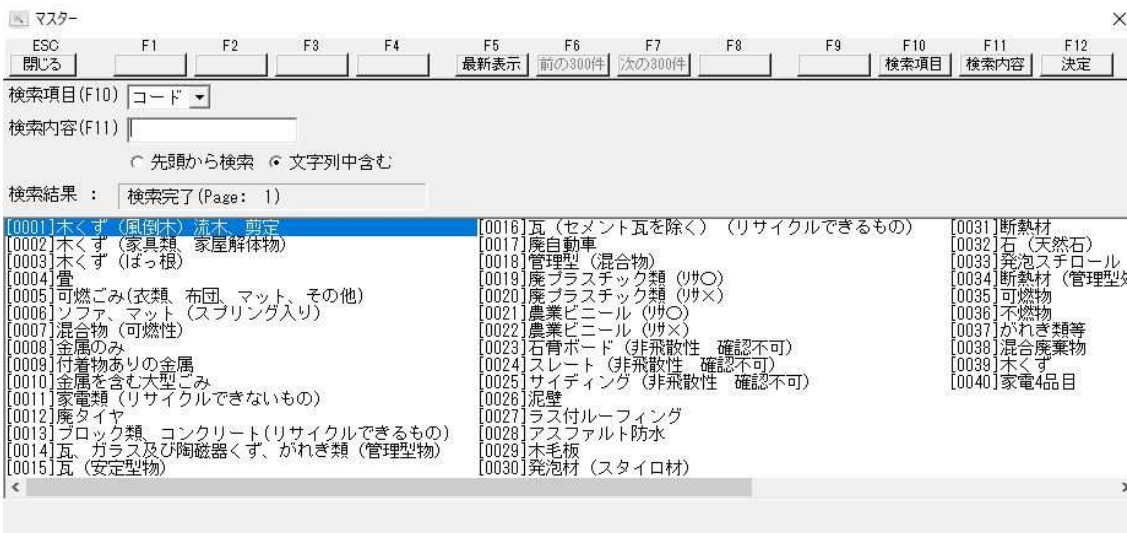 マスター
ESC F1 F2 F3 F4 F5 F6 F7 F8 F9 F10 F11 F12
閉じる 最新表示 前の300件 次の300件 検索項目 検索内容 決定
検索項目(F10) コード
検索内容(F11)
先頭から検索 文字列中含む
検索結果 : 検索完了(Page: 1)
[0001]木くず（風倒木）流木、剪定
[0002]木くず（家具類、家屋解体物）
[0003]木くず（ばっ根）
[0004]畳
[0005]可燃ごみ(衣類、布団、マット、その他)
[0006]ソファ、マット（スプリング入り）
[0007]混合物（可燃性）
[0008]金属のみ
[0009]付着物ありの金属
[0010]金属を含む大型ごみ
[0011]家電類（リサイクルできないもの）
[0012]廃タイヤ
[0013]ブロック類、コンクリート(リサイクルできるもの)
[0014]瓦、ガラス及び陶磁器くず、がれき類（管理型物）
[0015]瓦（安定型物）
[0016]瓦（セメント瓦を除く）（リサイクルできるもの）
[0017]廃自動車
[0018]管理型（混合物）
[0019]廃プラスチック類（ﾘｻ○）
[0020]廃プラスチック類（ﾘｻ×）
[0021]農業ビニール（ﾘｻ○）
[0022]農業ビニール（ﾘｻ×）
[0023]石膏ボード（非飛散性　確認不可）
[0024]スレート（非飛散性　確認不可）
[0025]サイディング（非飛散性　確認不可）
[0026]泥壁
[0027]ラス付ルーフィング
[0028]アスファルト防水
[0029]木毛板
[0030]発泡材（スタイロ材）
[0031]断熱材
[0032]石（天然石）
[0033]発泡スチロール
[0034]断熱材（管理型
[0035]可燃物
[0036]不燃物
[0037]がれき類等
[0038]混合廃棄物
[0039]木くず
[0040]家電4品目